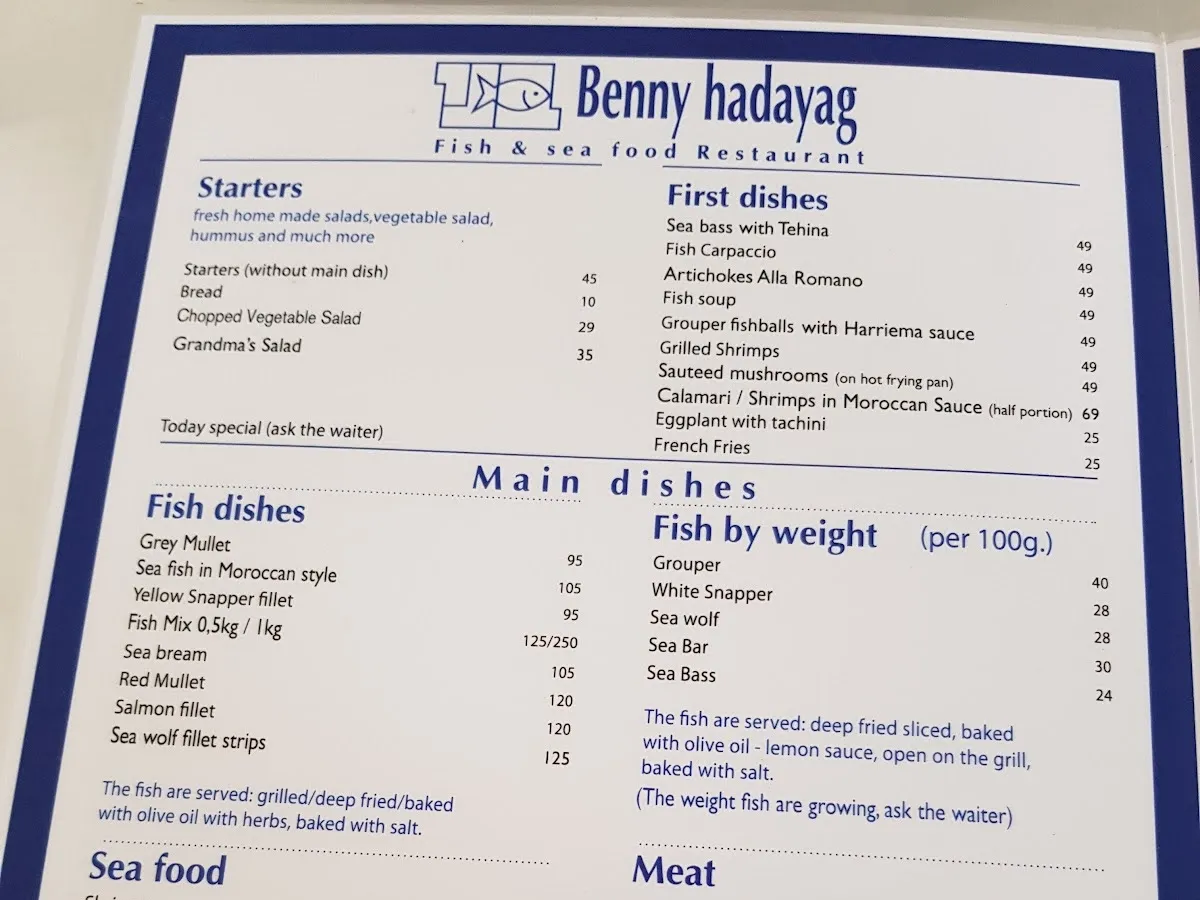 Benny hadayag
Fish & sea food Restaurant
Starters
fresh home made salads,vegetable salad,
hummus and much more
Starters (without main dish) 45
Bread 10
Chopped Vegetable Salad 29
Grandma's Salad 35
Today special (ask the waiter)
First dishes
Sea bass with Tehina 49
Fish Carpaccio 49
Artichokes Alla Romano 49
Fish soup 49
Grouper fishballs with Harriema sauce 49
Grilled Shrimps 49
Sauteed mushrooms (on hot frying pan) 49
Calamari / Shrimps in Moroccan Sauce (half portion) 69
Eggplant with tachini 25
French Fries 25
Main dishes
Fish dishes
Grey Mullet 95
Sea fish in Moroccan style 105
Yellow Snapper fillet 95
Fish Mix 0,5kg / 1kg 125/250
Sea bream 105
Red Mullet 120
Salmon fillet 120
Sea wolf fillet strips 125
The fish are served: grilled/deep fried/baked
with olive oil with herbs, baked with salt.
Fish by weight (per 100g.)
Grouper 40
White Snapper 28
Sea wolf 28
Sea Bar 30
Sea Bass 24
The fish are served: deep fried sliced, baked
with olive oil - lemon sauce, open on the grill,
baked with salt.
(The weight fish are growing, ask the waiter)
Sea food
Meat